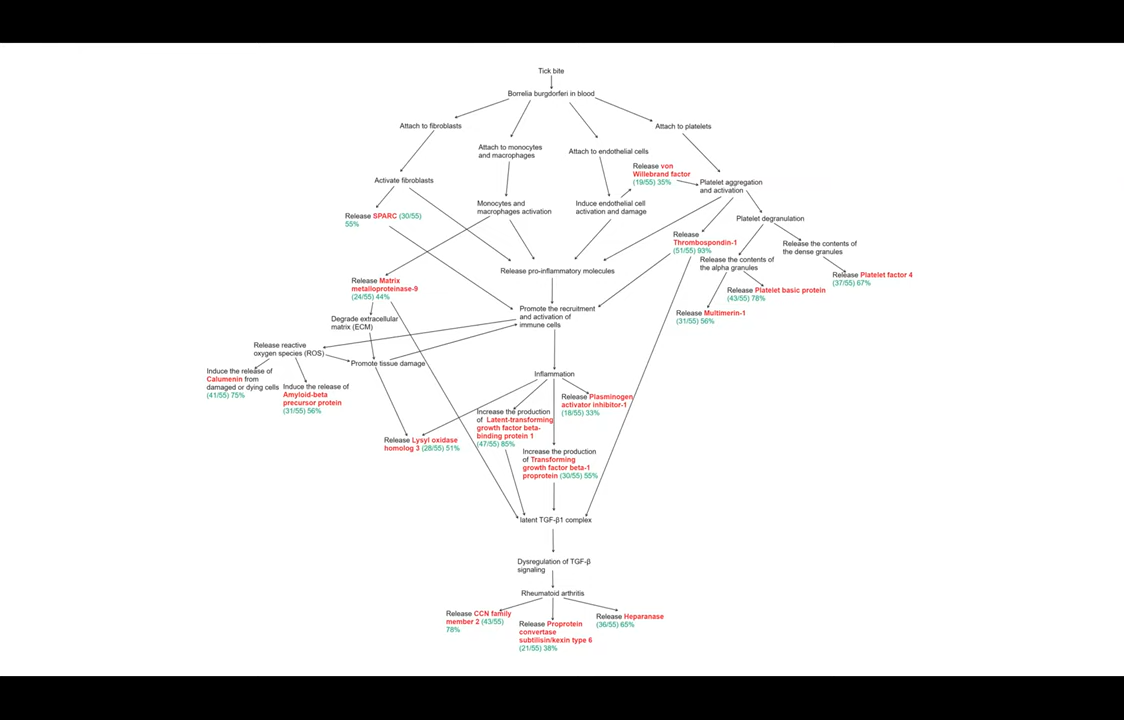 Tick bite
Borrelia burgdorferi in blood
Attach to fibroblasts
Attach to platelets
Attach to monocytes
and macrophages
Attach to endothelial cells
Release von
Willebrand factor
(19/55) 35%
Activate fibroblasts
Platelet aggregation
and activation
Monocytes and
macrophages activation
Induce endothelial cell
activation and damage
Release SPARC (30/55)
55%
Platelet degranulation
Release
Thrombospondin-1
(51/55) 93%
Release the contents of
the dense granules
Release the contents of
the alpha granules
Release pro-inflammatory molecules
Release Platelet factor 4
(37/55) 67%
Release Matrix
metalloproteinase-9
(24/55) 44%
Release Platelet basic protein
(43/55) 78%
Release Multimerin-1
(31/55) 56%
Promote the recruitment
and activation of
immune cells
Degrade extracellular
matrix (ECM)
Release reactive
oxygen species (ROS)
Promote tissue damage
Induce the release of
Calumenin from
damaged or dying cells
(41/55) 75%
Induce the release of
Amyloid-beta
precursor protein
(31/55) 56%
Inflammation
Release Plasminogen
activator inhibitor-1
(18/55) 33%
Increase the production
of Latent-transforming
growth factor beta-
binding protein 1
(47/55) 85%
Release Lysyl oxidase
homolog 3 (28/55) 51%
Increase the production
of Transforming
growth factor beta-1
proprotein (30/55) 55%
latent TGF-β1 complex
Dysregulation of TGF-β
signaling
Rheumatoid arthritis
Release CCN family
member 2 (43/55)
78%
Release Proprotein
convertase
subtilisin/kexin type 6
(21/55) 38%
Release Heparanase
(36/55) 65%